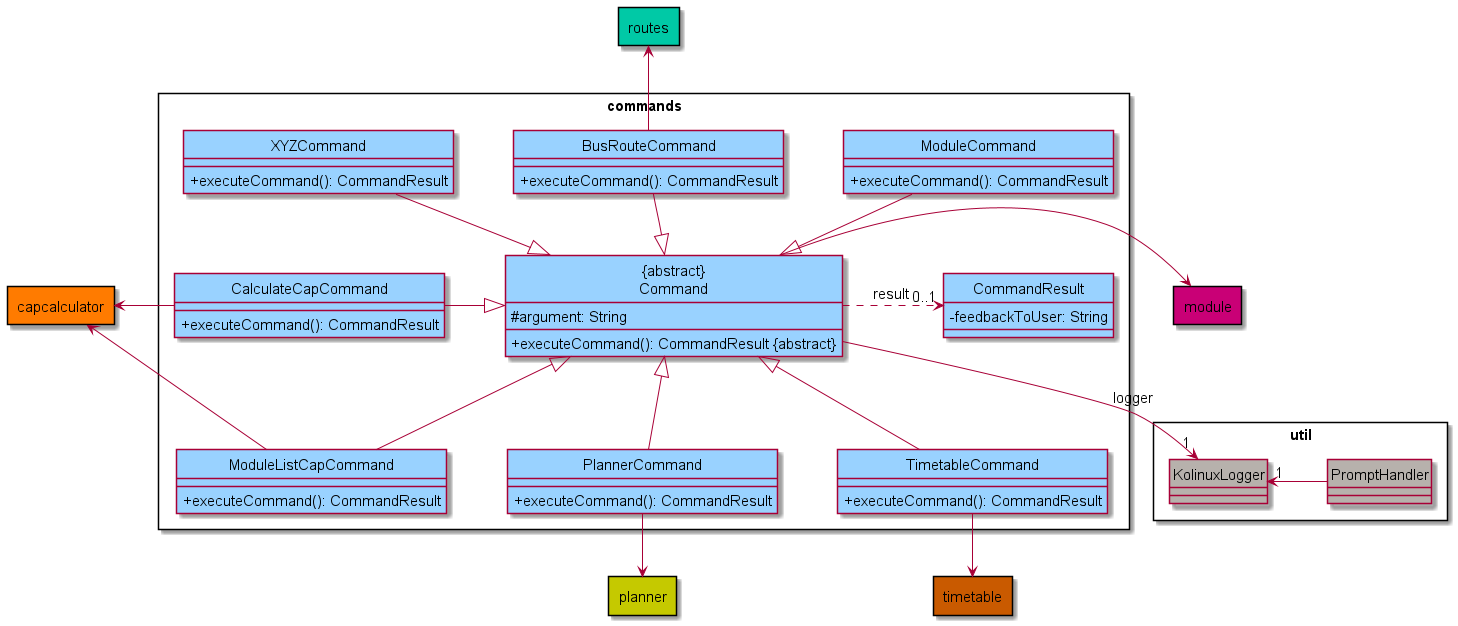 routes
commands
XYZCommand
+executeCommand(): CommandResult
BusRouteCommand
+executeCommand(): CommandResult
ModuleCommand
+executeCommand(): CommandResult
capcalculator
CalculateCapCommand
+executeCommand(): CommandResult
{abstract}
Command
#argument: String
+executeCommand(): CommandResult {abstract}
result
0..1
CommandResult
-feedbackToUser: String
module
logger
1
ModuleListCapCommand
+executeCommand(): CommandResult
PlannerCommand
+executeCommand(): CommandResult
TimetableCommand
+executeCommand(): CommandResult
util
KolinuxLogger
1
PromptHandler
planner
timetable